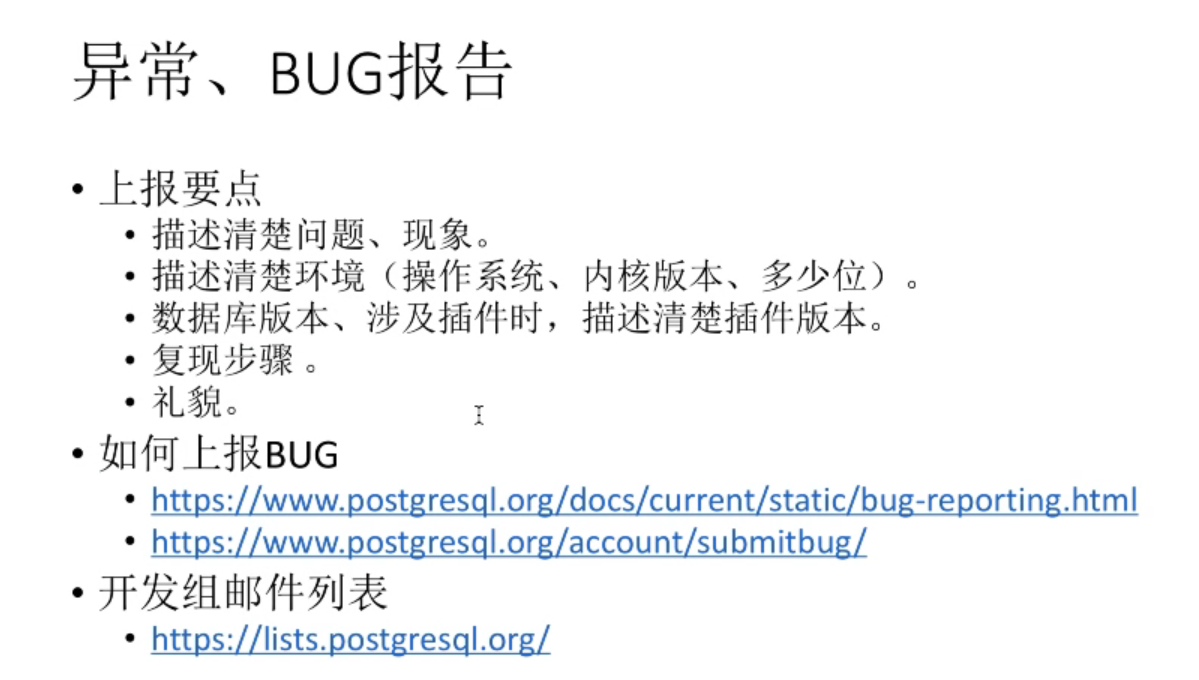 异常、BUG报告
• 上报要点
• 描述清楚问题、现象。
• 描述清楚环境（操作系统、内核版本、多少位）。
• 数据库版本、涉及插件时，描述清楚插件版本。
• 复现步骤 。
• 礼貌。
• 如何上报BUG
• https://www.postgresql.org/docs/current/static/bug-reporting.html
• https://www.postgresql.org/account/submitbug/
• 开发组邮件列表
• https://lists.postgresql.org/